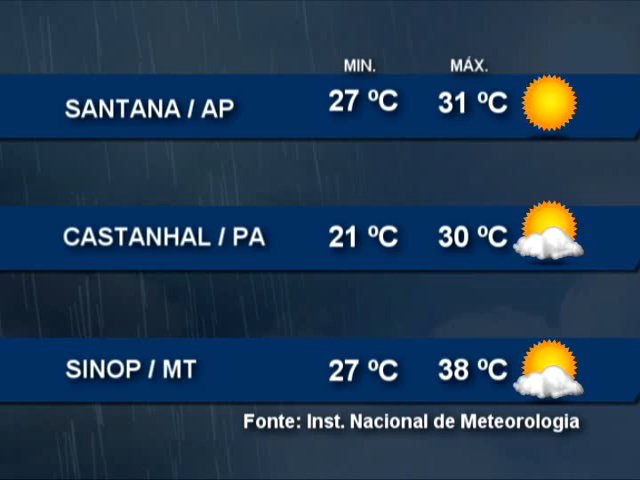 MIN. MÁX.
SANTANA / AP 27 ºC 31 ºC
CASTANHAL / PA 21 ºC 30 ºC
SINOP / MT 27 ºC 38 ºC
Fonte: Inst. Nacional de Meteorologia